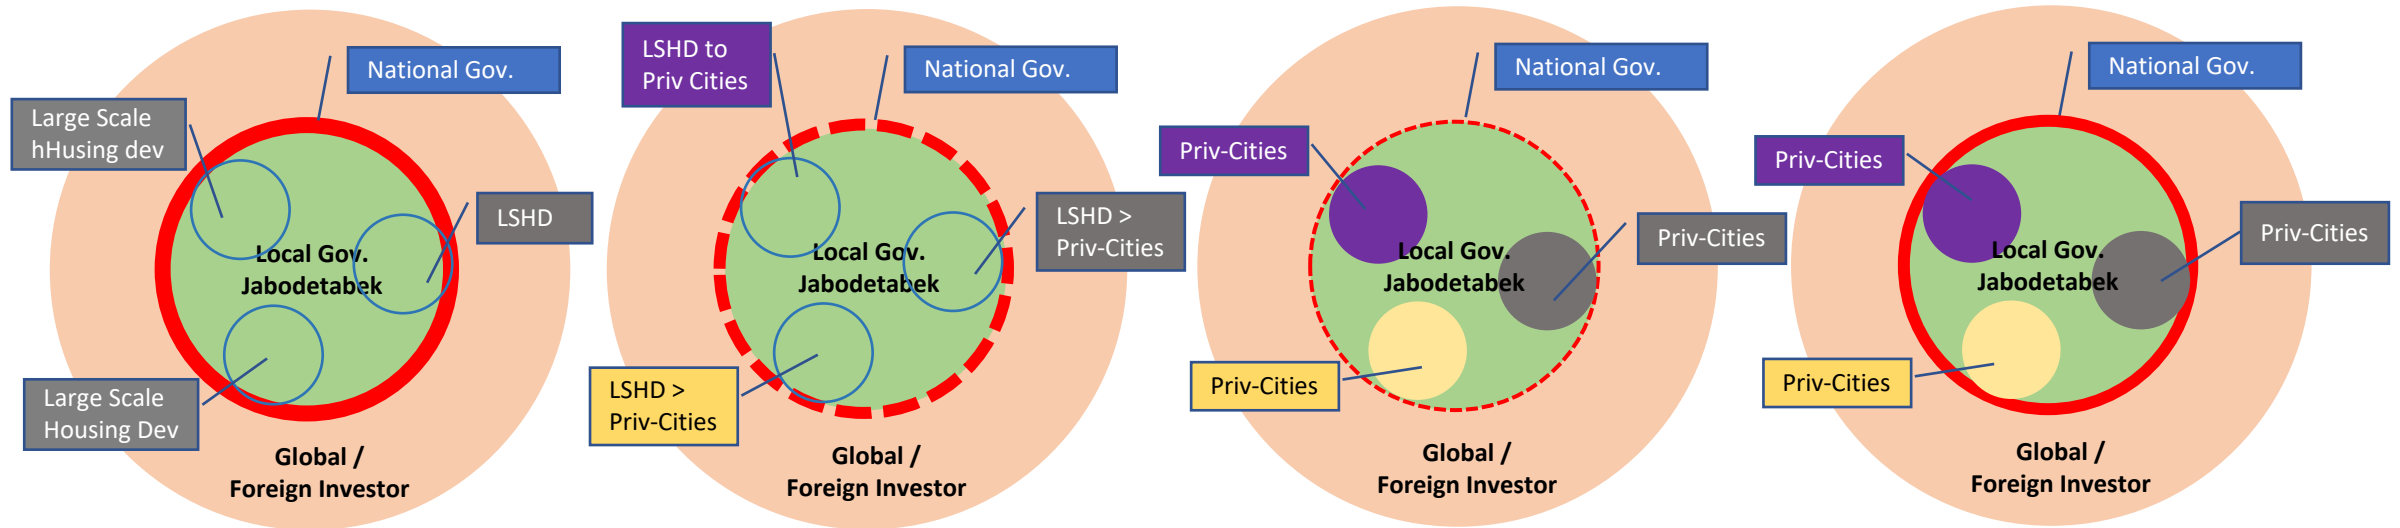 National Gov.
Large Scale
hHusing dev
LSHD
Local Gov.
Jabodetabek
Large Scale
Housing Dev
Global /
Foreign Investor
LSHD to
Priv Cities
National Gov.
LSHD >
Priv-Cities
Local Gov.
Jabodetabek
LSHD >
Priv-Cities
Global /
Foreign Investor
National Gov.
Priv-Cities
Priv-Cities
Local Gov.
Jabodetabek
Priv-Cities
Global /
Foreign Investor
National Gov.
Priv-Cities
Priv-Cities
Local Gov.
Jabodetabek
Priv-Cities
Global /
Foreign Investor